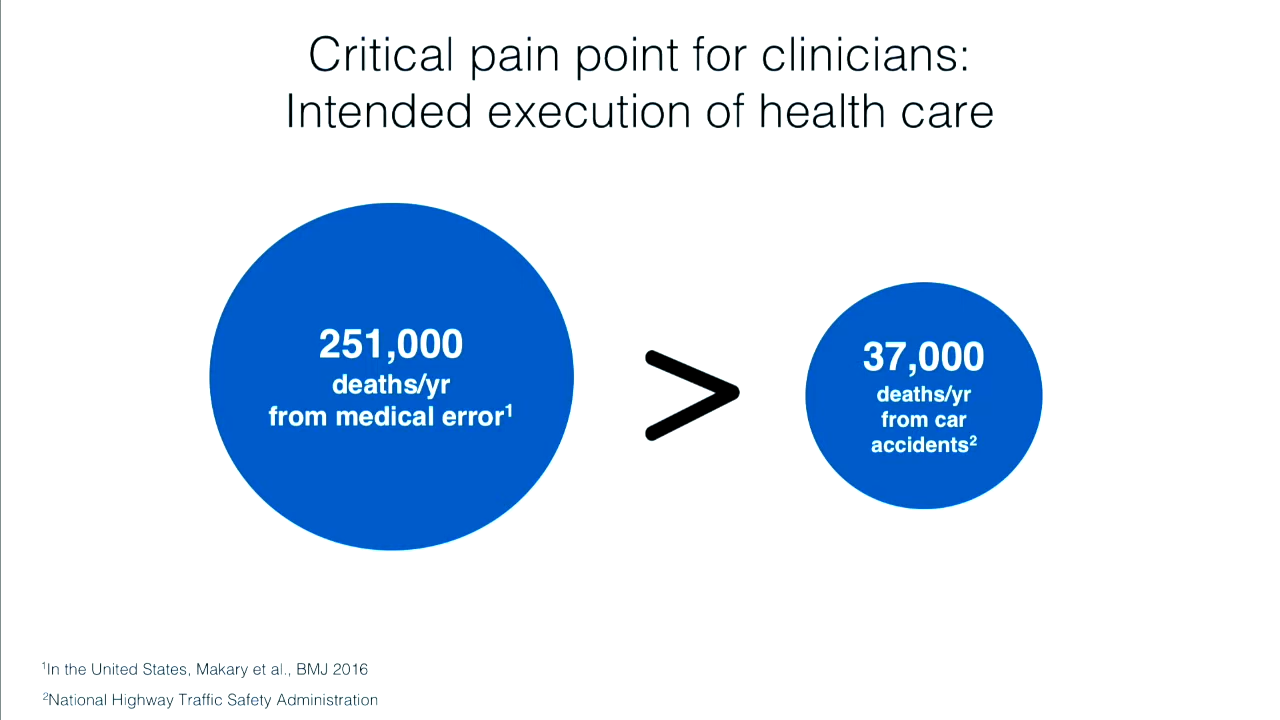 Critical pain point for clinicians:
Intended execution of health care
251,000
deaths/yr
from medical error¹
>
37,000
deaths/yr
from car
accidents²
¹In the United States, Makary et al., BMJ 2016
²National Highway Traffic Safety Administration